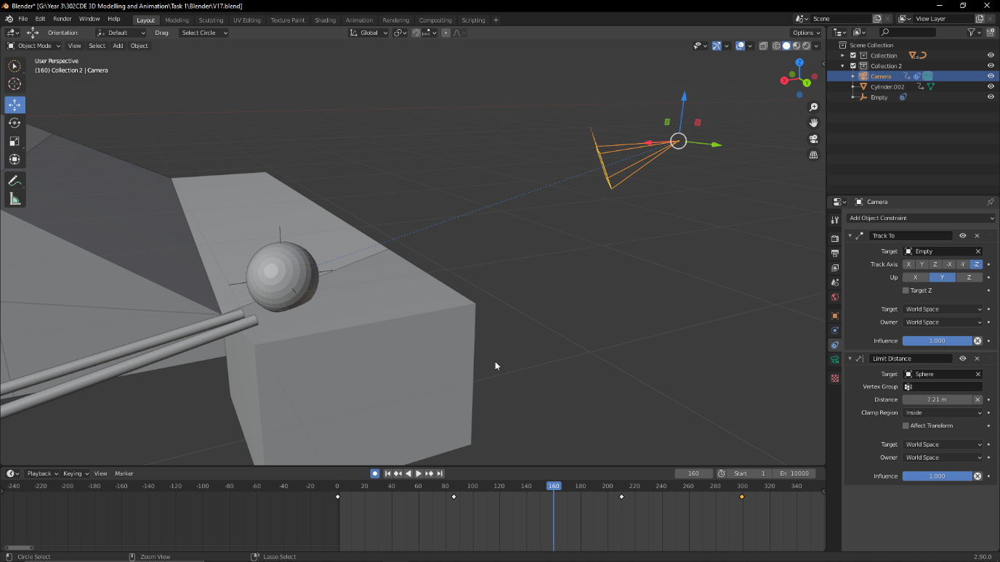 Blender* [G:\Year 3\302CDE 3D Modelling and Animation\Task 1\Blender\V17.blend]
File Edit Render Window Help Layout Modeling Sculpting UV Editing Texture Paint Shading Animation Rendering Compositing Scripting + Scene View Layer
Orientation: Default Drag: Select Circle Global Options
Object Mode View Select Add Object
User Perspective
(160) Collection 2 | Camera
Z
X
Y
Scene Collection
Collection
Collection 2
Camera
Cylinder.002
Empty
Camera
Add Object Constraint
Track To
Target Empty
Track Axis X Y Z -X -Y -Z
Up X Y Z
Target Z
Target World Space
Owner World Space
Influence 1.000
Limit Distance
Target Sphere
Vertex Group
Distance 7.21 m
Clamp Region Inside
Affect Transform
Target World Space
Owner World Space
Influence 1.000
Playback Keying View Marker 160 Start 1 En 10000
-240 -220 -200 -180 -160 -140 -120 -100 -80 -60 -40 -20 0 20 40 60 80 100 120 140 160 180 200 220 240 260 280 300 320 340
Circle Select Zoom View Lasso Select 2.90.0